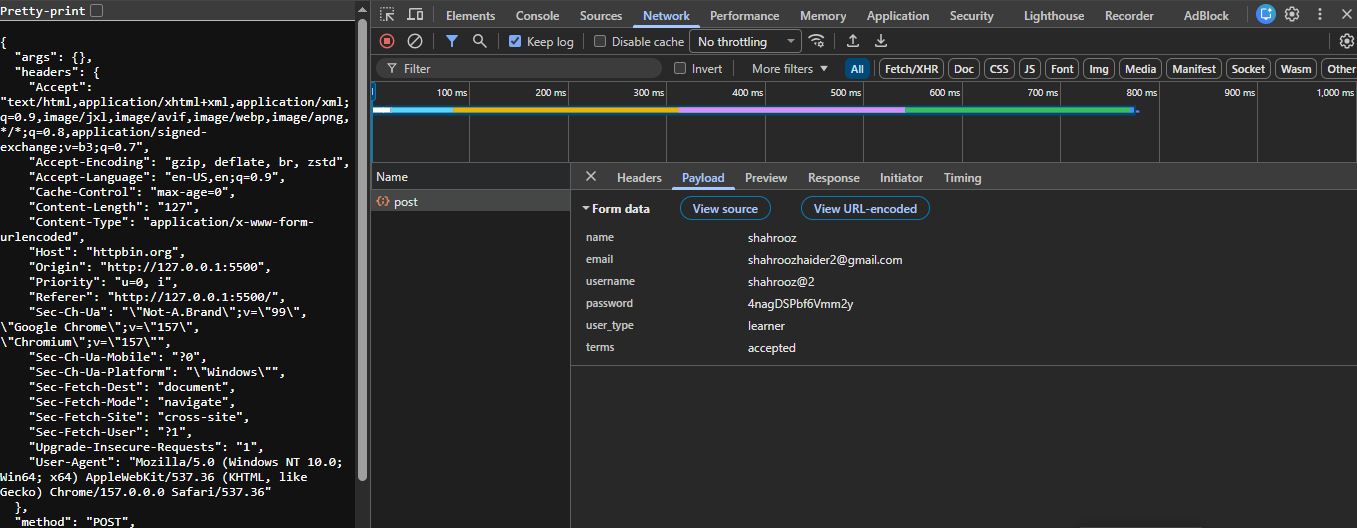 Pretty-print
{
"args": {},
"headers": {
"Accept":
"text/html,application/xhtml+xml,application/xml;
q=0.9,image/jxl,image/avif,image/webp,image/apng,
*/*;q=0.8,application/signed-
exchange;v=b3;q=0.7",
"Accept-Encoding": "gzip, deflate, br, zstd",
"Accept-Language": "en-US,en;q=0.9",
"Cache-Control": "max-age=0",
"Content-Length": "127",
"Content-Type": "application/x-www-form-
urlencoded",
"Host": "httpbin.org",
"Origin": "http://127.0.0.1:5500",
"Priority": "u=0, i",
"Referer": "http://127.0.0.1:5500/",
"Sec-Ch-Ua": "\"Not-A.Brand\";v=\"99\",
\"Google Chrome\";v=\"157\",
\"Chromium\";v=\"157\"",
"Sec-Ch-Ua-Mobile": "?0",
"Sec-Ch-Ua-Platform": "\"Windows\"",
"Sec-Fetch-Dest": "document",
"Sec-Fetch-Mode": "navigate",
"Sec-Fetch-Site": "cross-site",
"Sec-Fetch-User": "?1",
"Upgrade-Insecure-Requests": "1",
"User-Agent": "Mozilla/5.0 (Windows NT 10.0;
Win64; x64) AppleWebKit/537.36 (KHTML, like
Gecko) Chrome/157.0.0.0 Safari/537.36"
},
"method": "POST",
Elements Console Sources Network Performance Memory Application Security Lighthouse Recorder AdBlock
Keep log Disable cache No throttling
Filter Invert More filters All Fetch/XHR Doc CSS JS Font Img Media Manifest Socket Wasm Other
100 ms 200 ms 300 ms 400 ms 500 ms 600 ms 700 ms 800 ms 900 ms 1,000 ms
Name
post
Headers Payload Preview Response Initiator Timing
Form data View source View URL-encoded
name shahrooz
email shahroozhaider2@gmail.com
username shahrooz@2
password 4nagDSPbf6Vmm2y
user_type learner
terms accepted